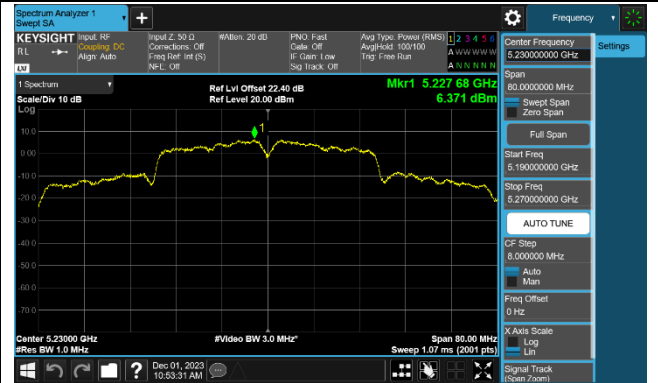 Spectrum Analyzer 1
Swept SA
Frequency
KEYSIGHT
RL
LXI
Input: RF
Coupling: DC
Align: Auto
Input Z: 50 Ω
Corrections: Off
Freq Ref: Int (S)
NFE: Off
#Atten: 20 dB
PNO: Fast
Gate: Off
IF Gain: Low
Sig Track: Off
Avg Type: Power (RMS)
Avg|Hold: 100/100
Trig: Free Run
1 2 3 4 5 6
A W W W W W
A N N N N N
1 Spectrum
Scale/Div 10 dB
Log
Ref Lvl Offset 22.40 dB
Ref Level 20.00 dBm
Mkr1 5.227 68 GHz
6.371 dBm
1
10.0
0.00
-10.0
-20.0
-30.0
-40.0
-50.0
-60.0
-70.0
Center 5.23000 GHz
#Res BW 1.0 MHz
#Video BW 3.0 MHz*
Span 80.00 MHz
Sweep 1.07 ms (2001 pts)
Dec 01, 2023
10:53:31 AM
Center Frequency
5.230000000 GHz
Settings
Span
80.0000000 MHz
Swept Span
Zero Span
Full Span
Start Freq
5.190000000 GHz
Stop Freq
5.270000000 GHz
AUTO TUNE
CF Step
8.000000 MHz
Auto
Man
Freq Offset
0 Hz
X Axis Scale
Log
Lin
Signal Track
(Span Zoom)